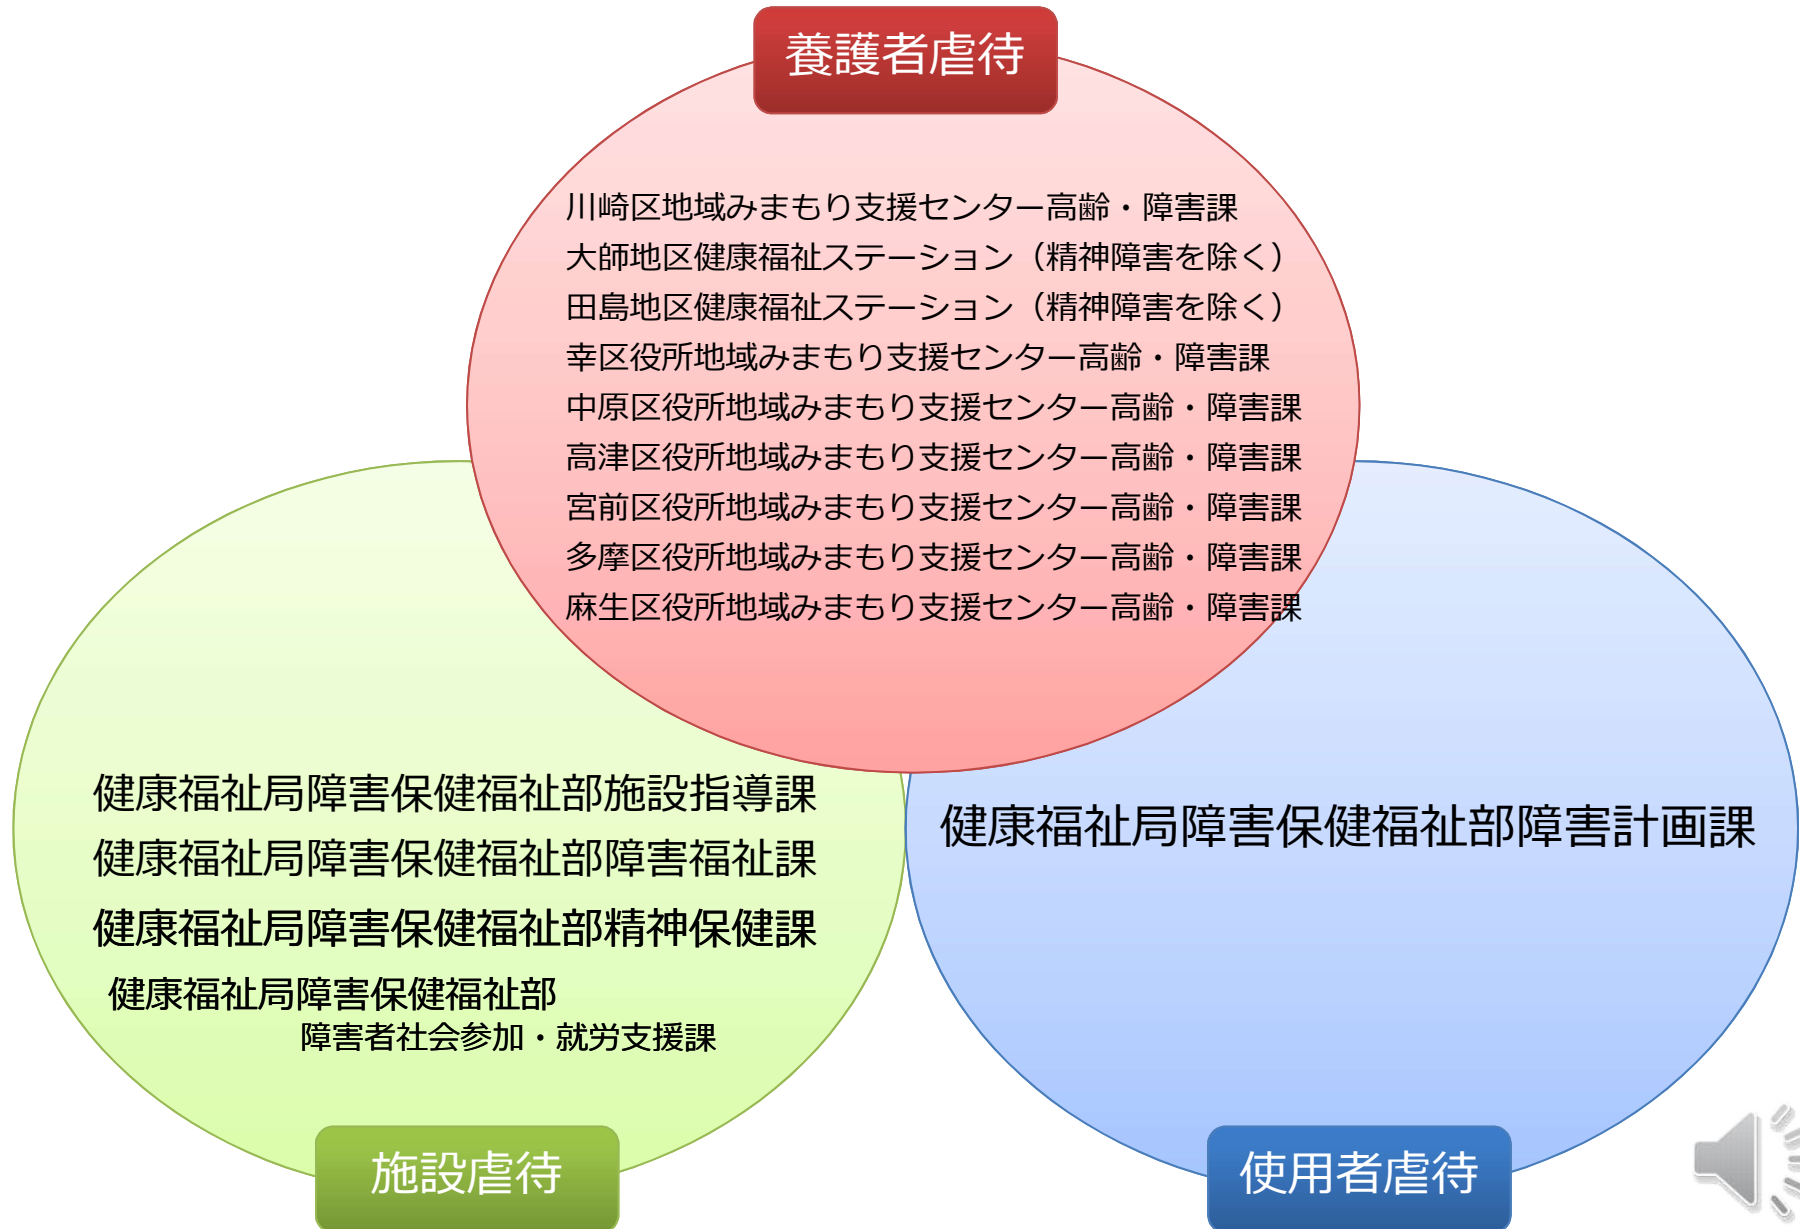 養護者虐待
川崎区地域みまもり支援センター高齢・障害課
大師地区健康福祉ステーション（精神障害を除く）
田島地区健康福祉ステーション（精神障害を除く）
幸区役所地域みまもり支援センター高齢・障害課
中原区役所地域みまもり支援センター高齢・障害課
高津区役所地域みまもり支援センター高齢・障害課
宮前区役所地域みまもり支援センター高齢・障害課
多摩区役所地域みまもり支援センター高齢・障害課
麻生区役所地域みまもり支援センター高齢・障害課
健康福祉局障害保健福祉部施設指導課
健康福祉局障害保健福祉部障害福祉課
健康福祉局障害保健福祉部精神保健課
健康福祉局障害保健福祉部
障害者社会参加・就労支援課
施設虐待
健康福祉局障害保健福祉部障害計画課
使用者虐待